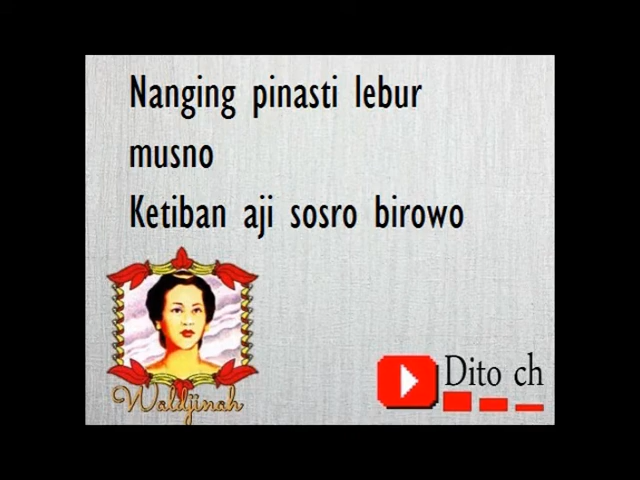 Nanging pinasti lebur
musno
Ketiban aji sosro birowo
Waldjinah
Dito ch